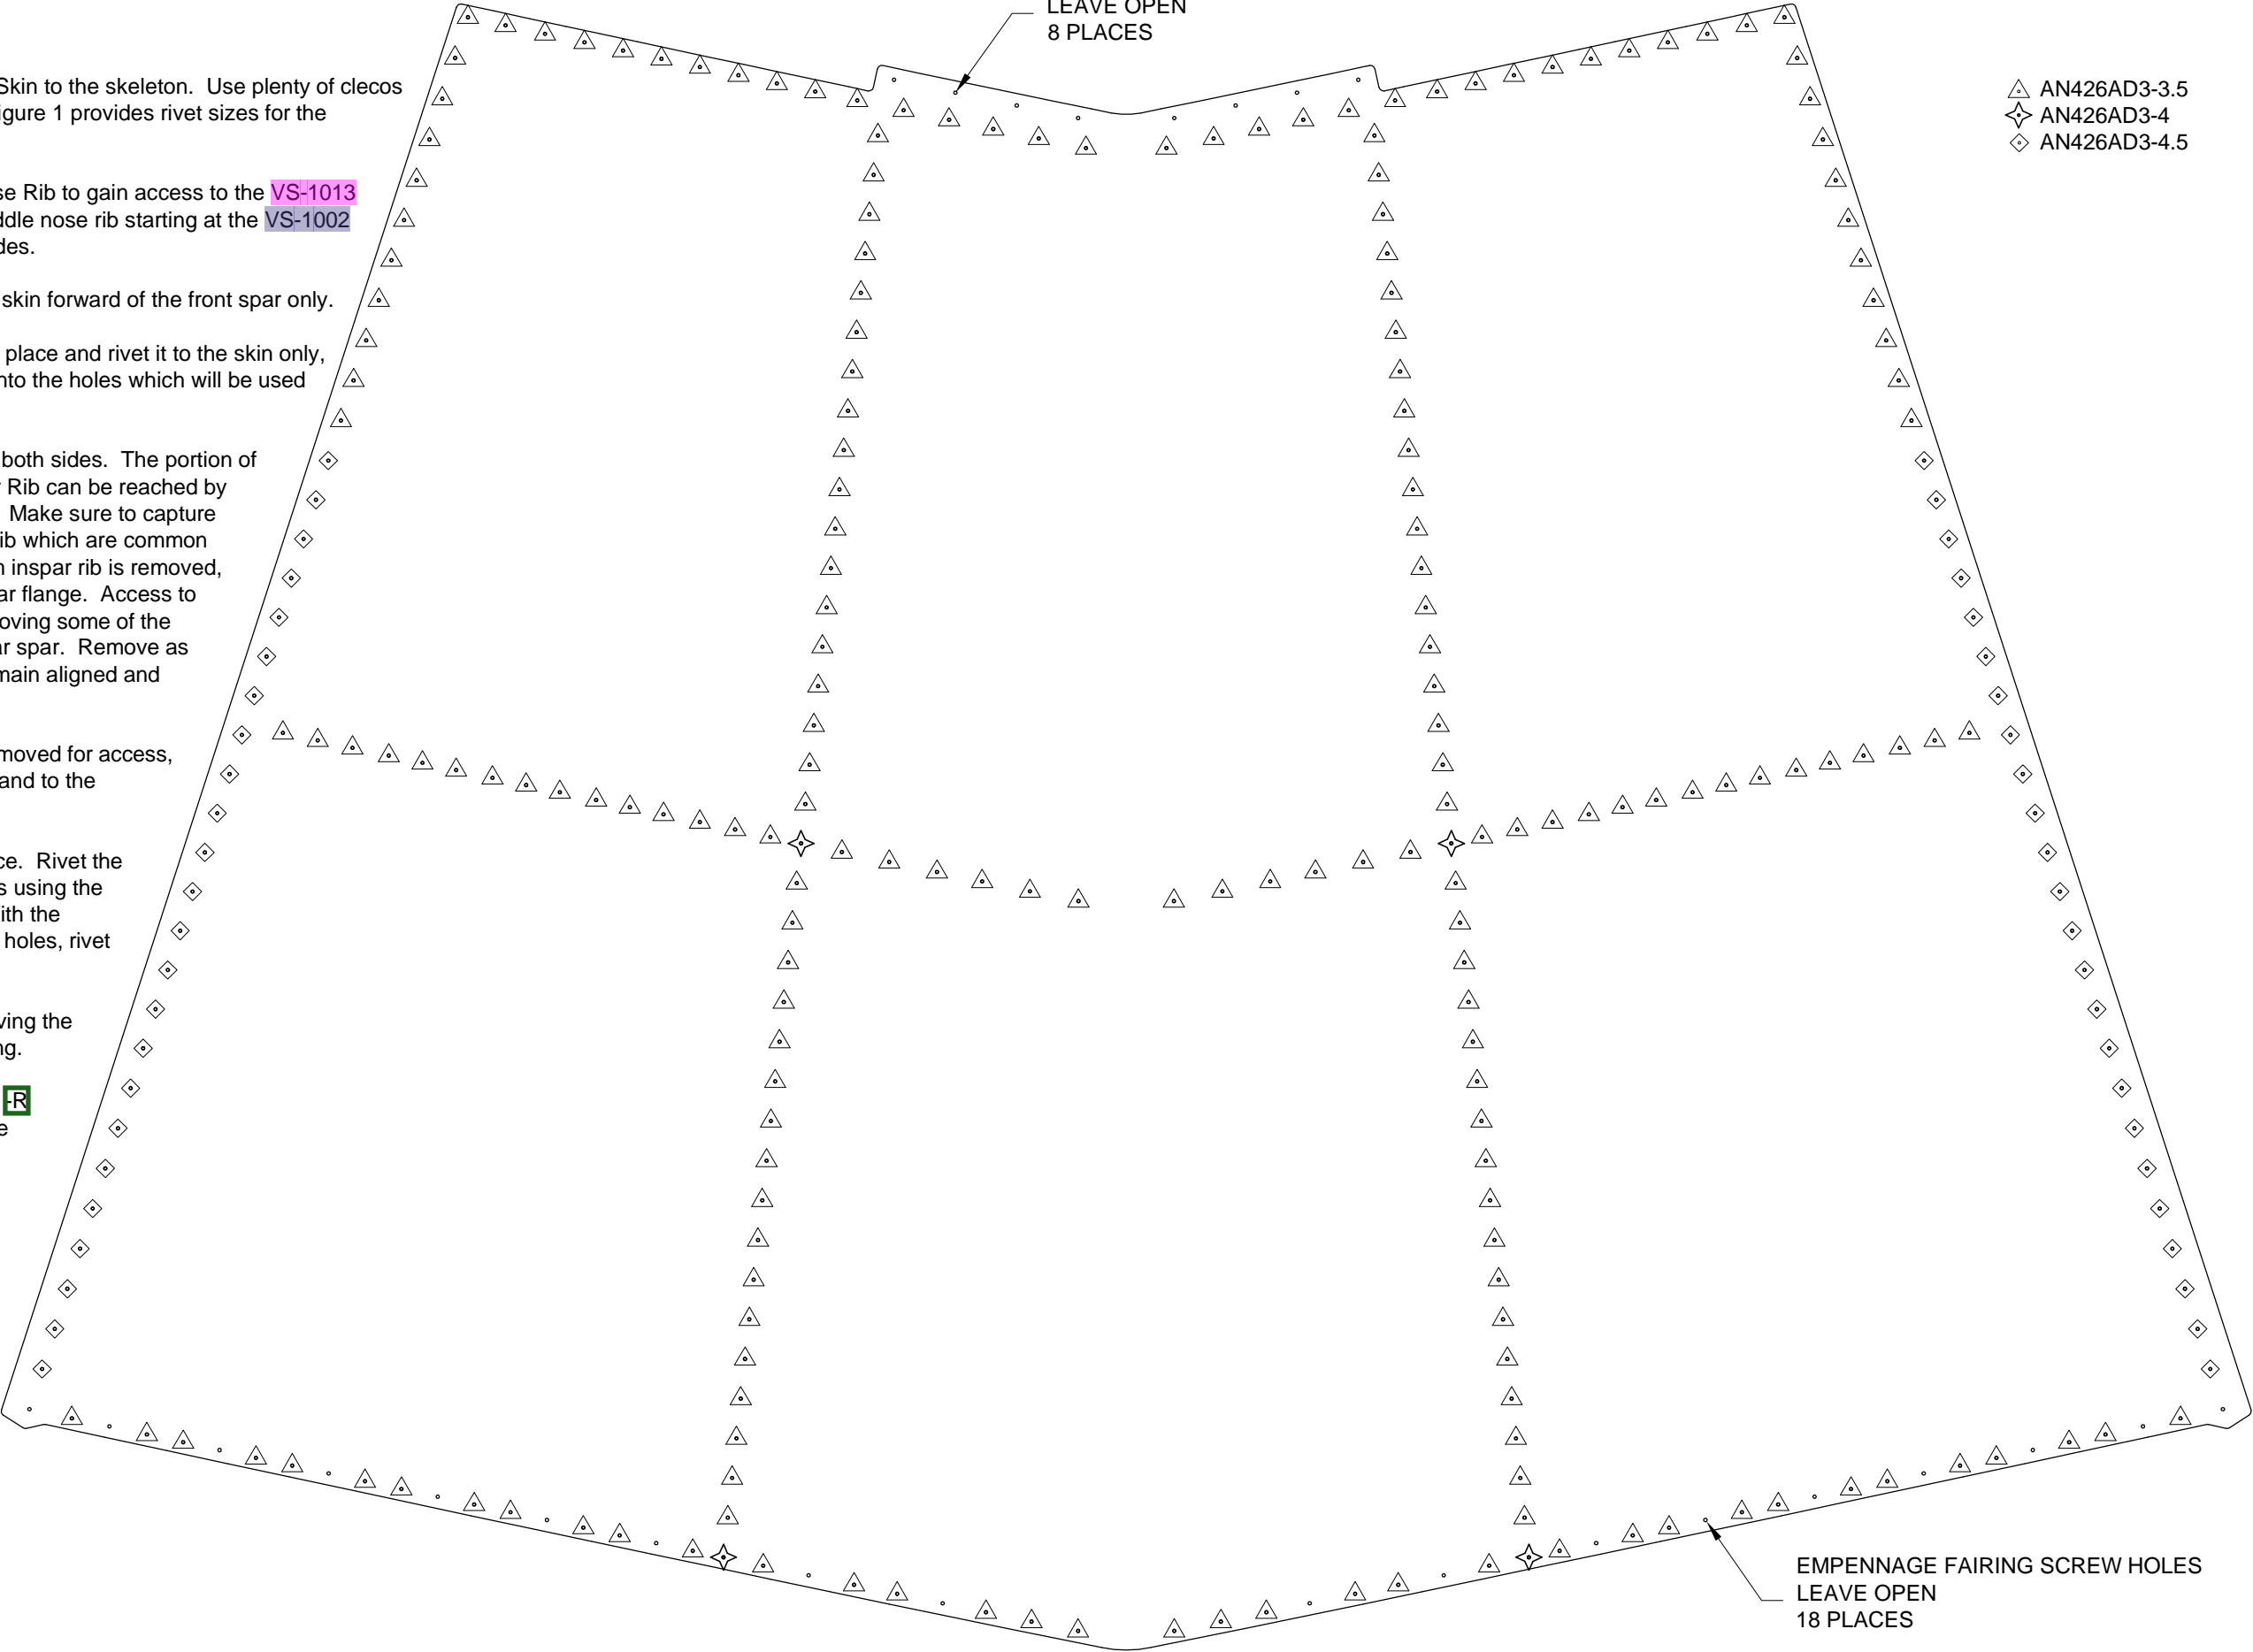 LEAVE OPEN
8 PLACES
Skin to the skeleton.  Use plenty of clecos
igure 1 provides rivet sizes for the
se Rib to gain access to the VS-1013
ddle nose rib starting at the VS-1002
des.
skin forward of the front spar only.
place and rivet it to the skin only,
nto the holes which will be used
both sides.  The portion of
Rib can be reached by
Make sure to capture
ib which are common
n inspar rib is removed,
ar flange.  Access to
oving some of the
ar spar.  Remove as
main aligned and
moved for access,
and to the
ce.  Rivet the
s using the
ith the
holes, rivet
ving the
ng.
-R
e
AN426AD3-3.5
AN426AD3-4
AN426AD3-4.5
EMPENNAGE FAIRING SCREW HOLES
LEAVE OPEN
18 PLACES